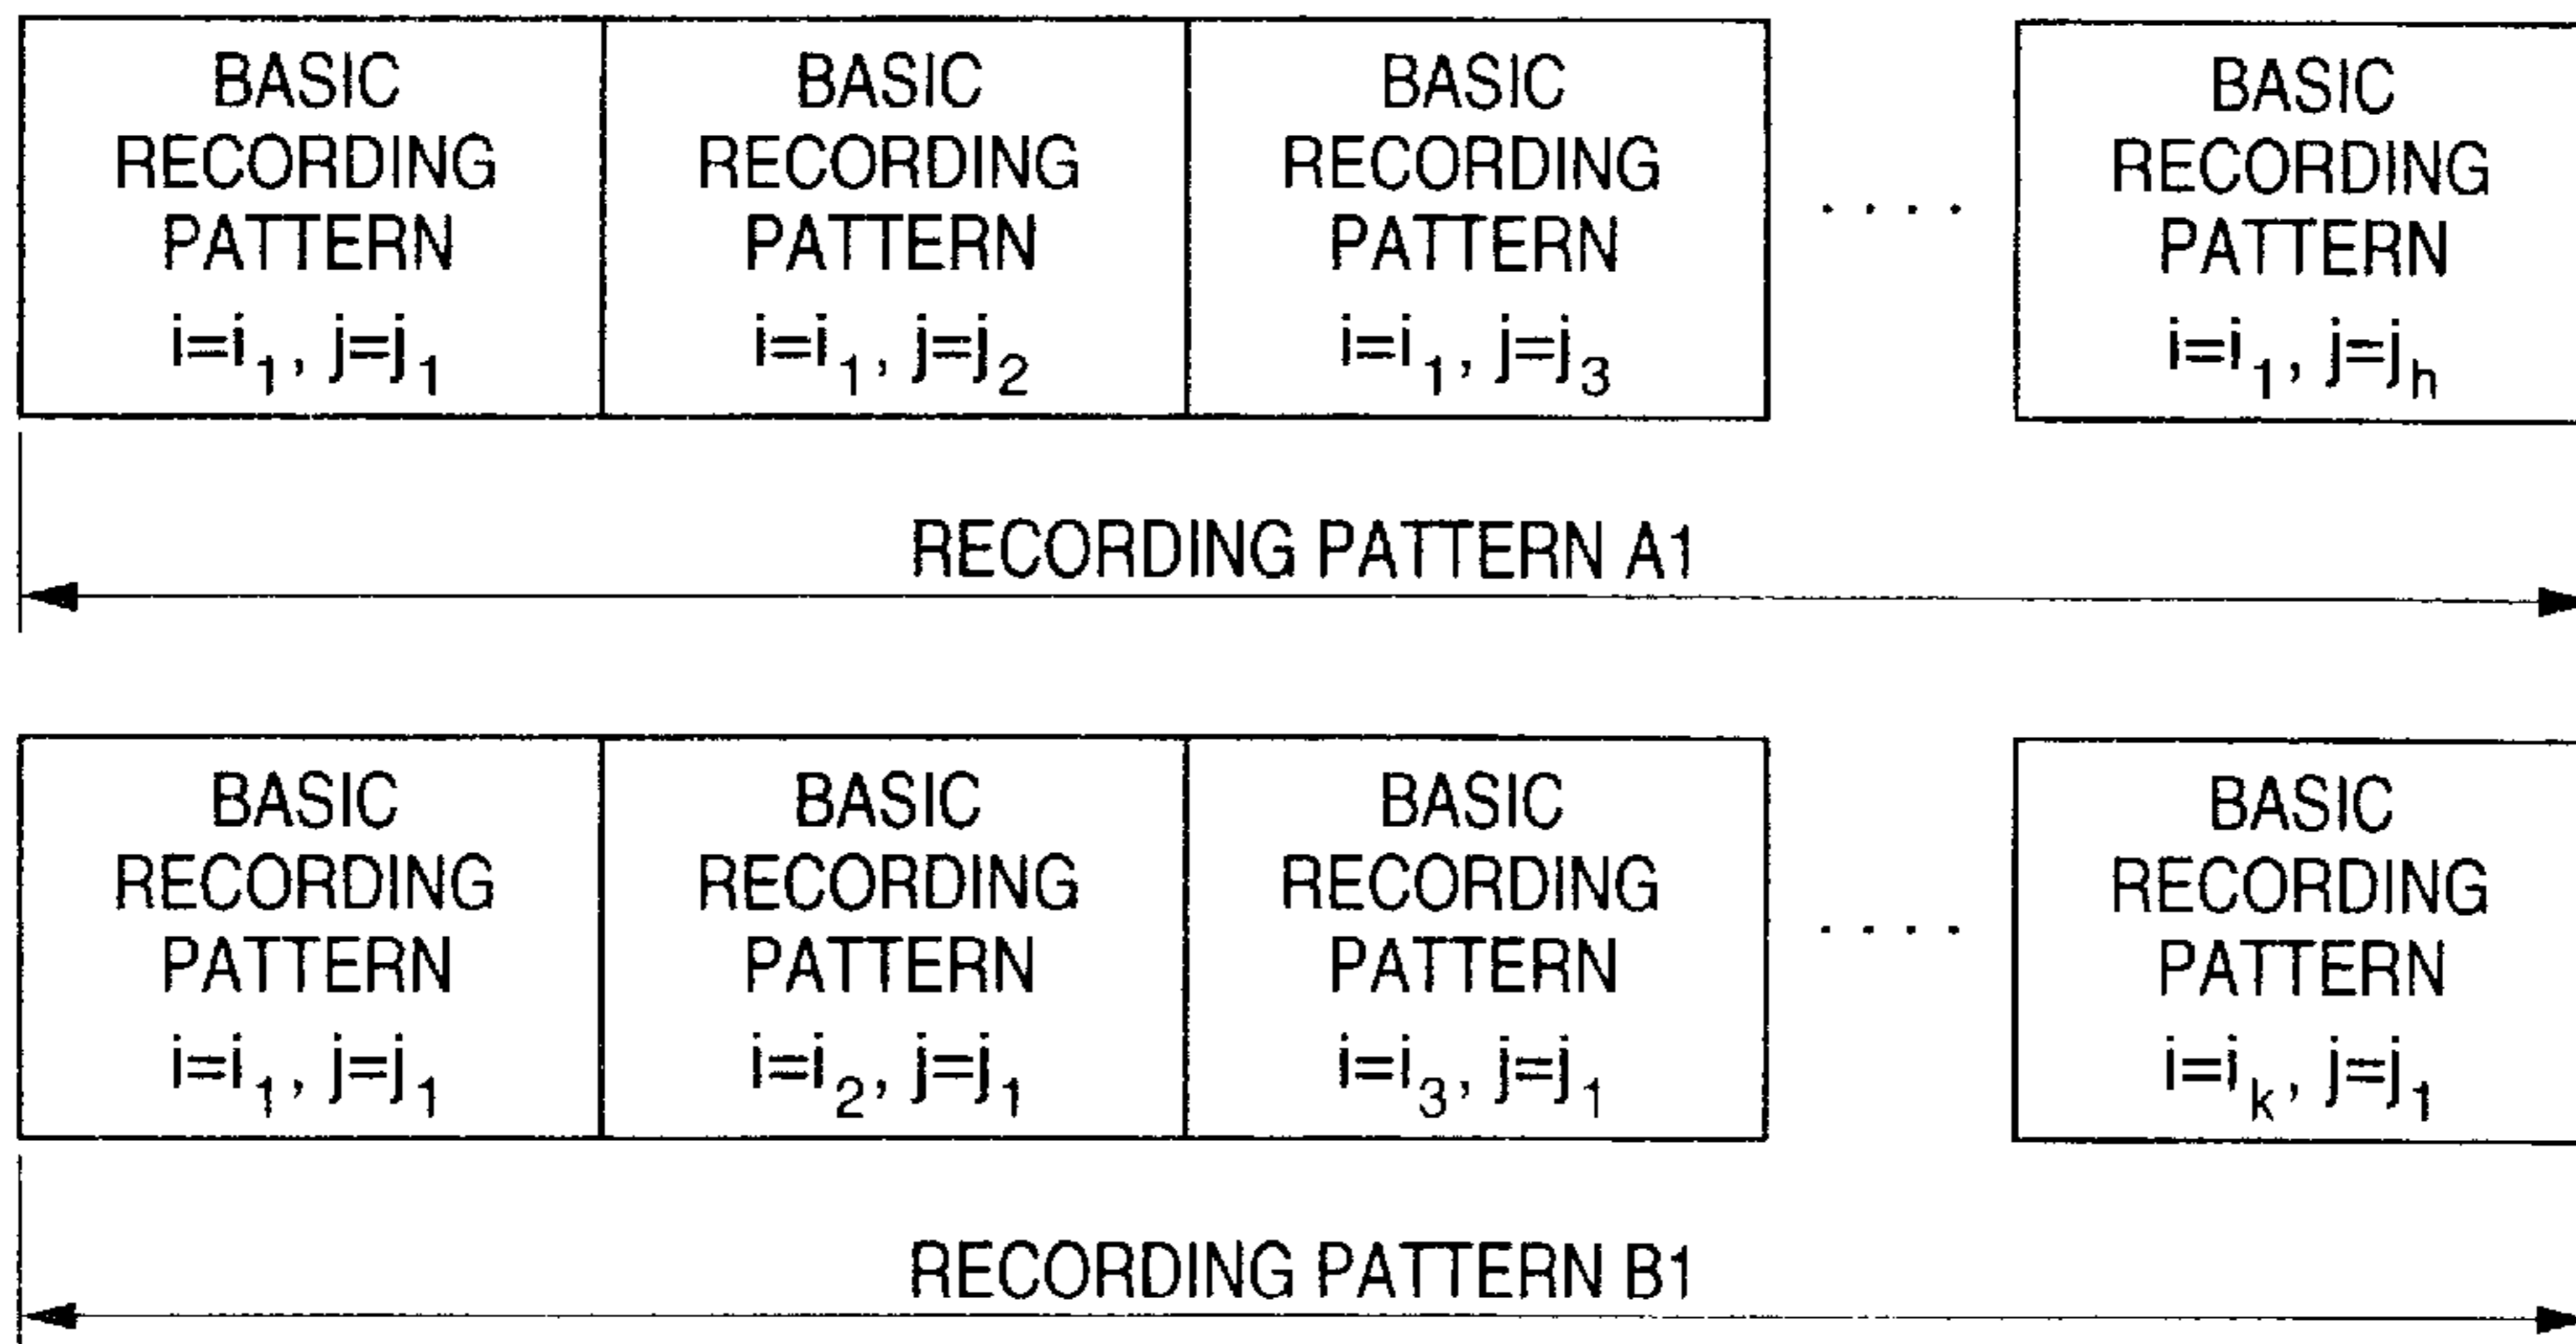 BASIC
RECORDING
PATTERN
i=i₁, j=j₁
BASIC
RECORDING
PATTERN
i=i₁, j=j₂
BASIC
RECORDING
PATTERN
i=i₁, j=j₃
· · · ·
BASIC
RECORDING
PATTERN
i=i₁, j=jₕ
RECORDING PATTERN A1
BASIC
RECORDING
PATTERN
i=i₁, j=j₁
BASIC
RECORDING
PATTERN
i=i₂, j=j₁
BASIC
RECORDING
PATTERN
i=i₃, j=j₁
· · · ·
BASIC
RECORDING
PATTERN
i=iₖ, j=j₁
RECORDING PATTERN B1